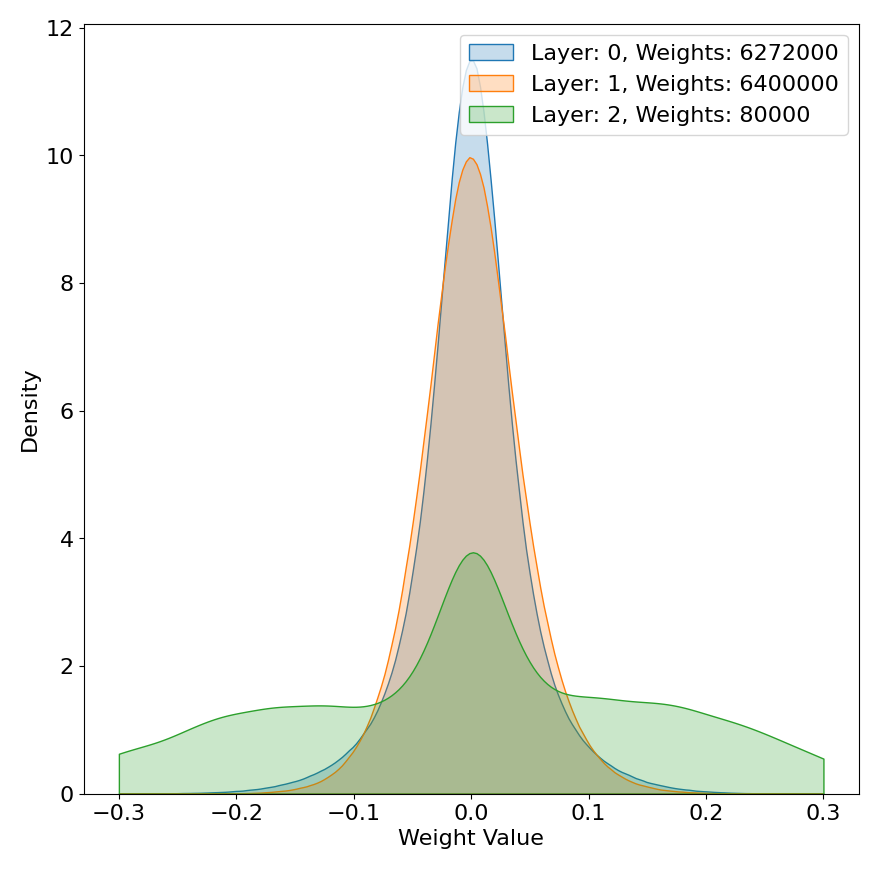 12
10
8
6
4
2
0
Density
Layer: 0, Weights: 6272000
Layer: 1, Weights: 6400000
Layer: 2, Weights: 80000
−0.3 −0.2 −0.1 0.0 0.1 0.2 0.3
Weight Value